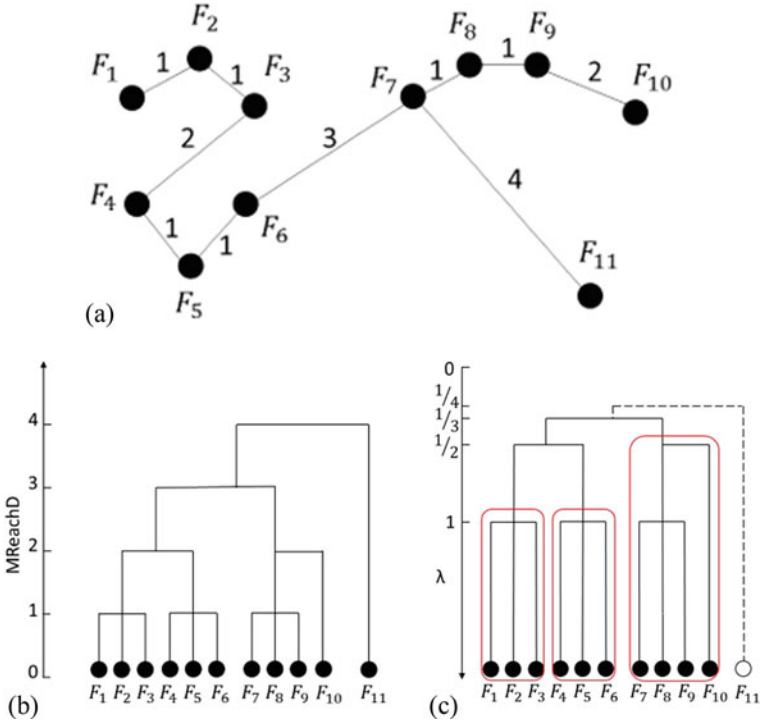 F₂
F₈ 1 F₉
F₁ 1 1 F₃ F₇ 1 2 F₁₀
2 3
F₄ 4
1 1 F₆
F₁₁
F₅
(a)
0
1/4
4 1/3
1/2
3
MReachD
2 1
1 λ
0
F₁ F₂ F₃ F₄ F₅ F₆ F₇ F₈ F₉ F₁₀ F₁₁
F₁ F₂ F₃ F₄ F₅ F₆ F₇ F₈ F₉ F₁₀ F₁₁
(b) (c)